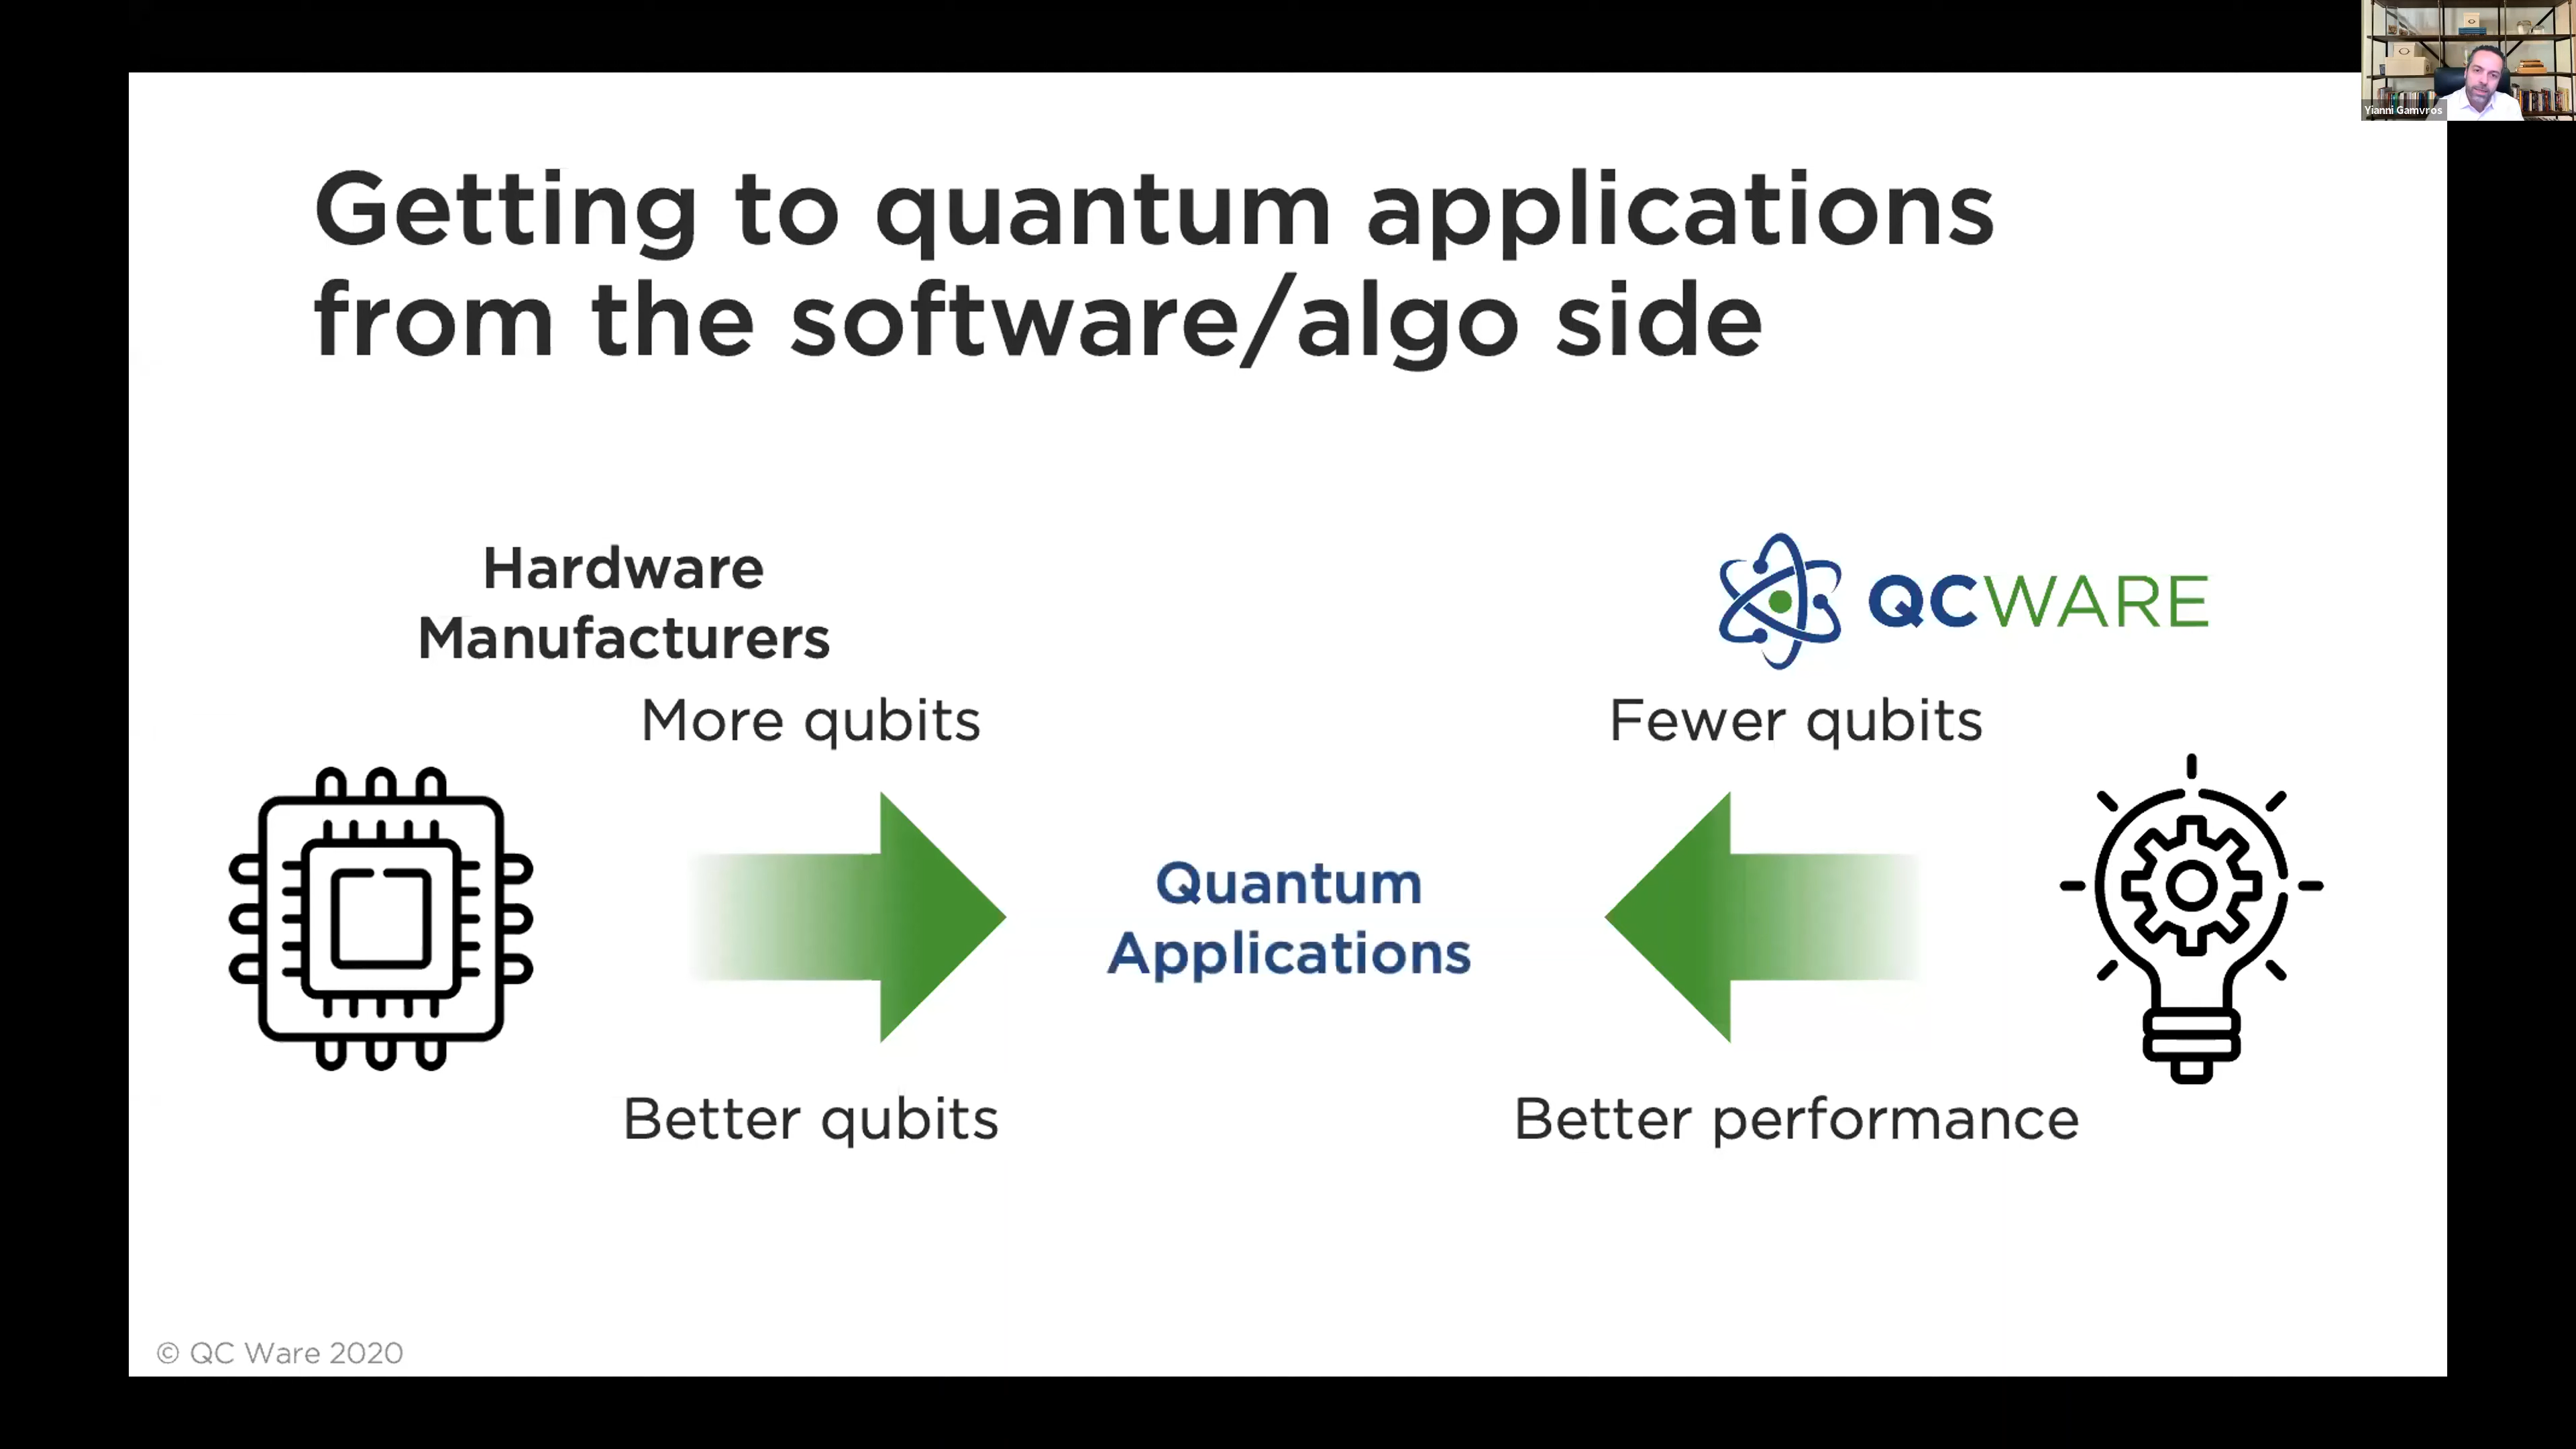 Yianni Gamvros
Getting to quantum applications
from the software/algo side
Hardware
Manufacturers
More qubits
Better qubits
Quantum
Applications
QCWARE
Fewer qubits
Better performance
© QC Ware 2020